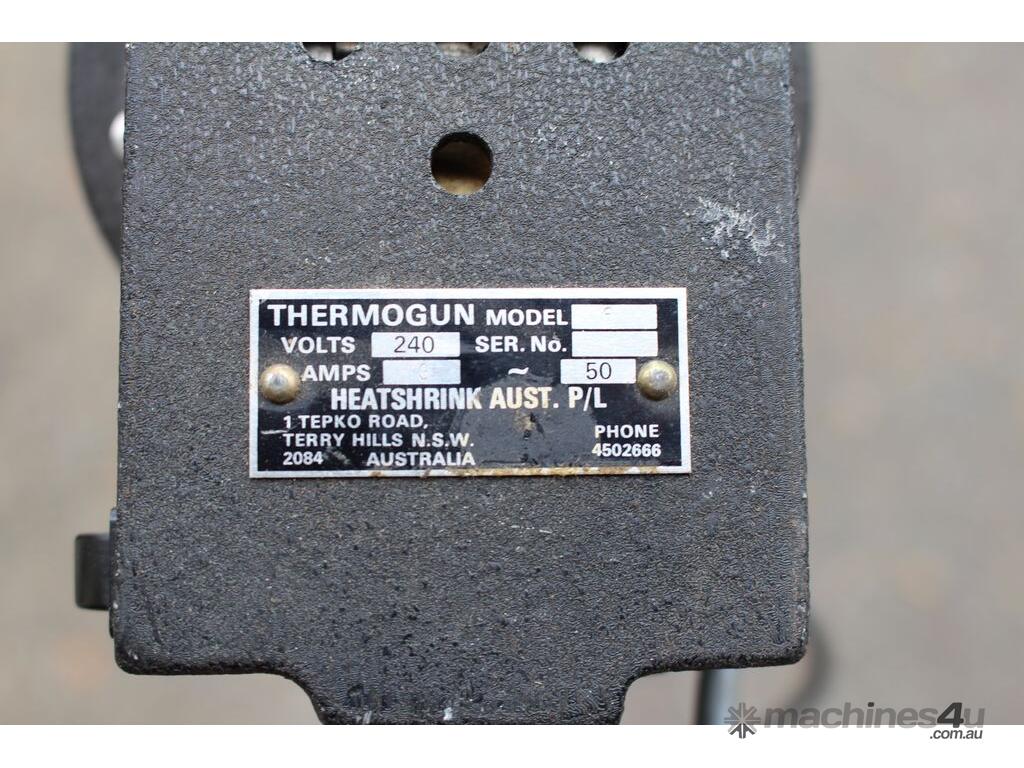 THERMOGUN MODEL
VOLTS 240 SER. No.
AMPS ~ 50
HEATSHRINK AUST. P/L
1 TEPKO ROAD,
TERRY HILLS N.S.W.
2084 AUSTRALIA
PHONE
4502666
machines4u
.com.au